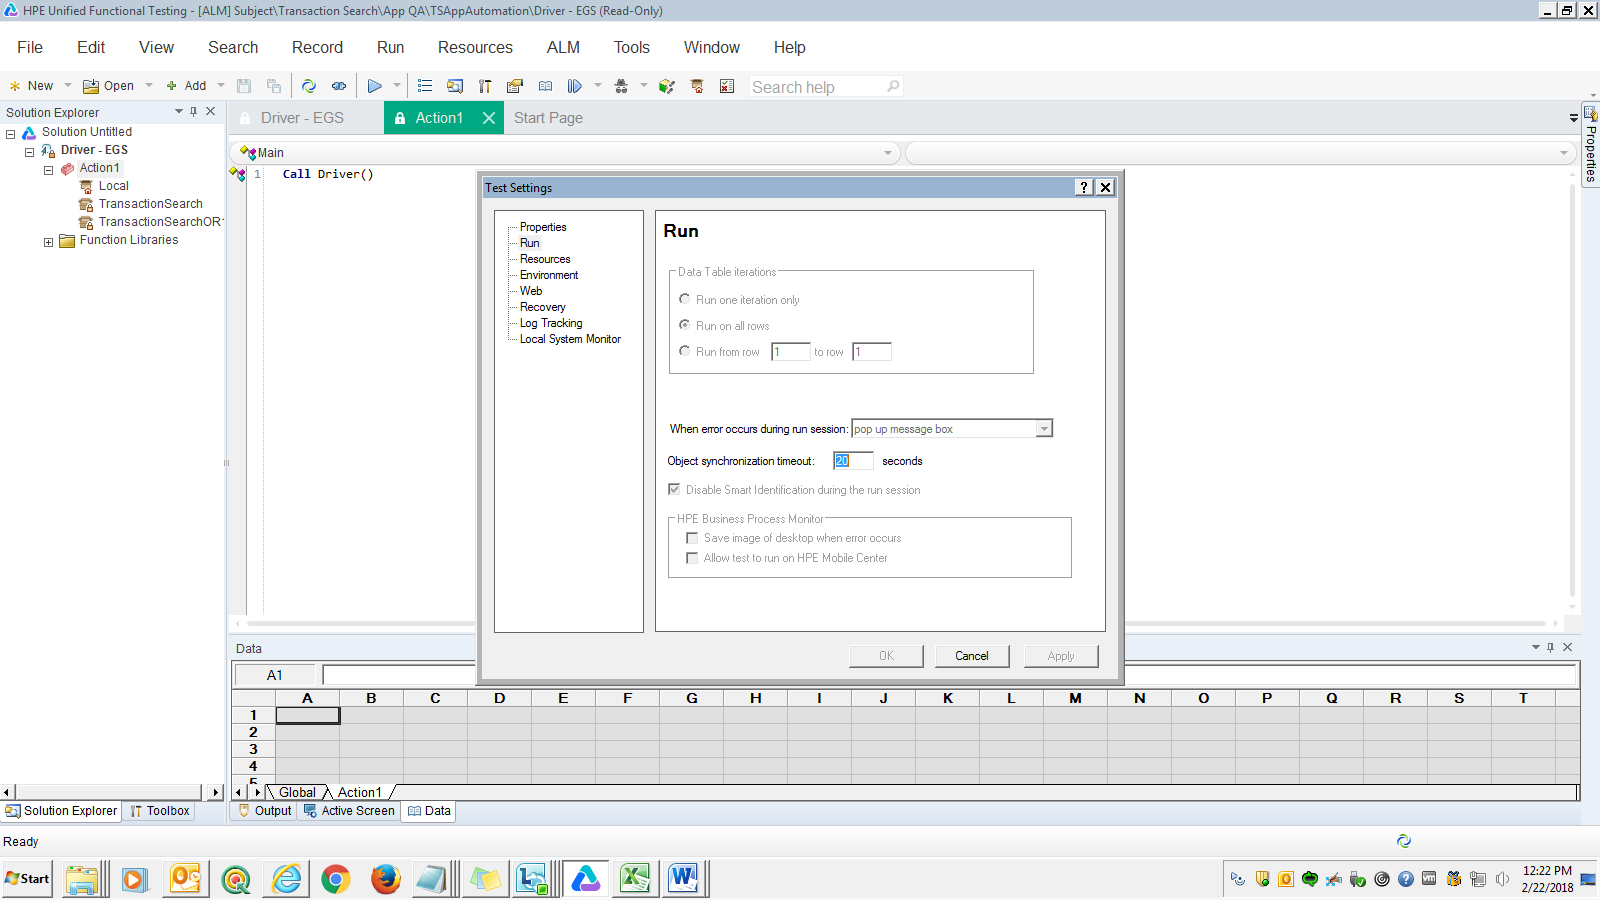 HPE Unified Functional Testing - [ALM] Subject\Transaction Search\App QA\TSAppAutomation\Driver - EGS (Read-Only)
File Edit View Search Record Run Resources ALM Tools Window Help
New Open Add Search help
Solution Explorer
Solution Untitled
Driver - EGS
Action1
Local
TransactionSearch
TransactionSearchOR
Function Libraries
Driver - EGS Action1 Start Page
Main
1 Call Driver()
Properties
Test Settings
Properties
Run
Resources
Environment
Web
Recovery
Log Tracking
Local System Monitor
Run
Data Table iterations
Run one iteration only
Run on all rows
Run from row 1 to row 1
When error occurs during run session: pop up message box
Object synchronization timeout: 20 seconds
Disable Smart Identification during the run session
HPE Business Process Monitor
Save image of desktop when error occurs
Allow test to run on HPE Mobile Center
OK Cancel Apply
Data
A1
A B C D E F G H I J K L M N O P Q R S T
1
2
3
4
5
Global Action1
Solution Explorer Toolbox Output Active Screen Data
Ready
Start
12:22 PM
2/22/2018